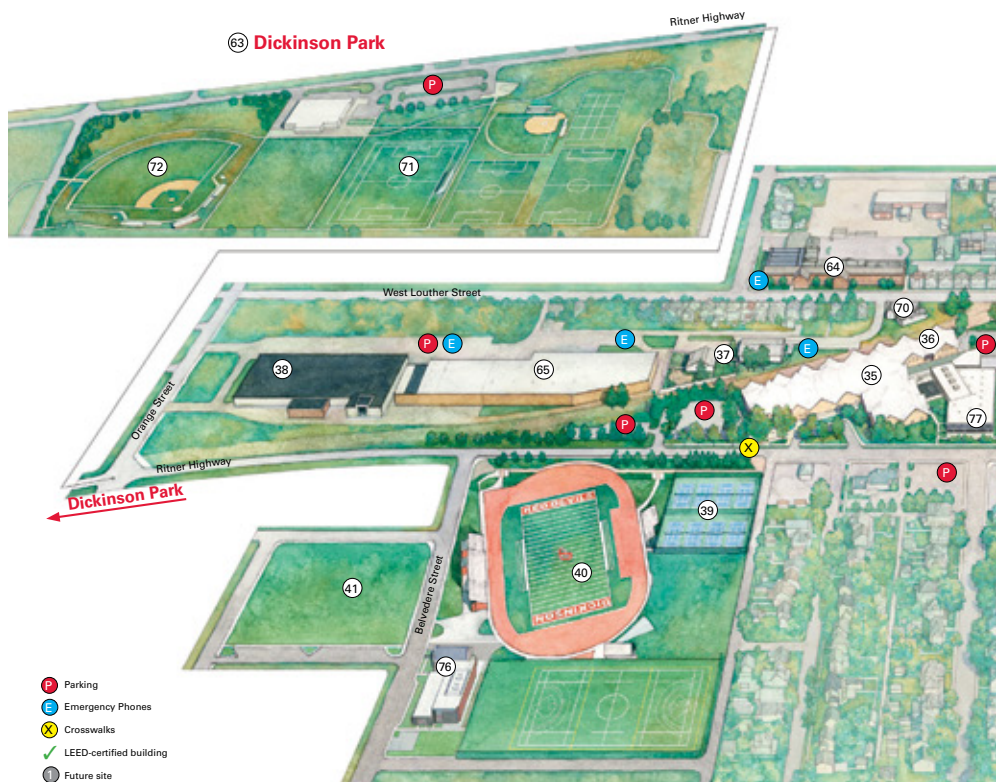 Ritner Highway
63 Dickinson Park
P
72
71
64
E
West Louther Street
70
36
P
E
E
37
E
P
38
65
35
Orange Street
P
P
77
X
Ritner Highway
P
Dickinson Park
39
40
DICKINSON
41
Belvedere Street
76
P Parking
E Emergency Phones
X Crosswalks
✓ LEED-certified building
1 Future site